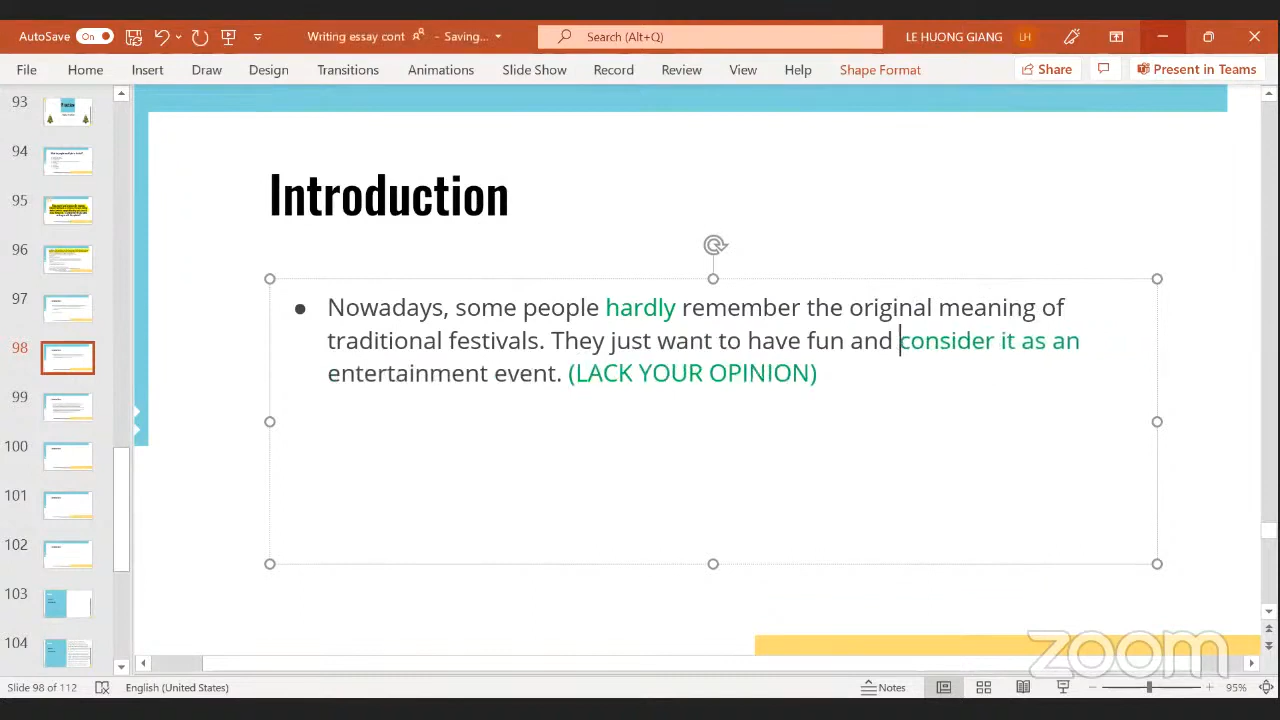 AutoSave On Writing essay cont Saving... Search (Alt+Q) LE HUONG GIANG LH
File Home Insert Draw Design Transitions Animations Slide Show Record Review View Help Shape Format Share Present in Teams
93
94
95
96
97
98
99
100
101
102
103
104
Introduction
● Nowadays, some people hardly remember the original meaning of
traditional festivals. They just want to have fun and consider it as an
entertainment event. (LACK YOUR OPINION)
zoom
Slide 98 of 112 English (United States) Notes 95%